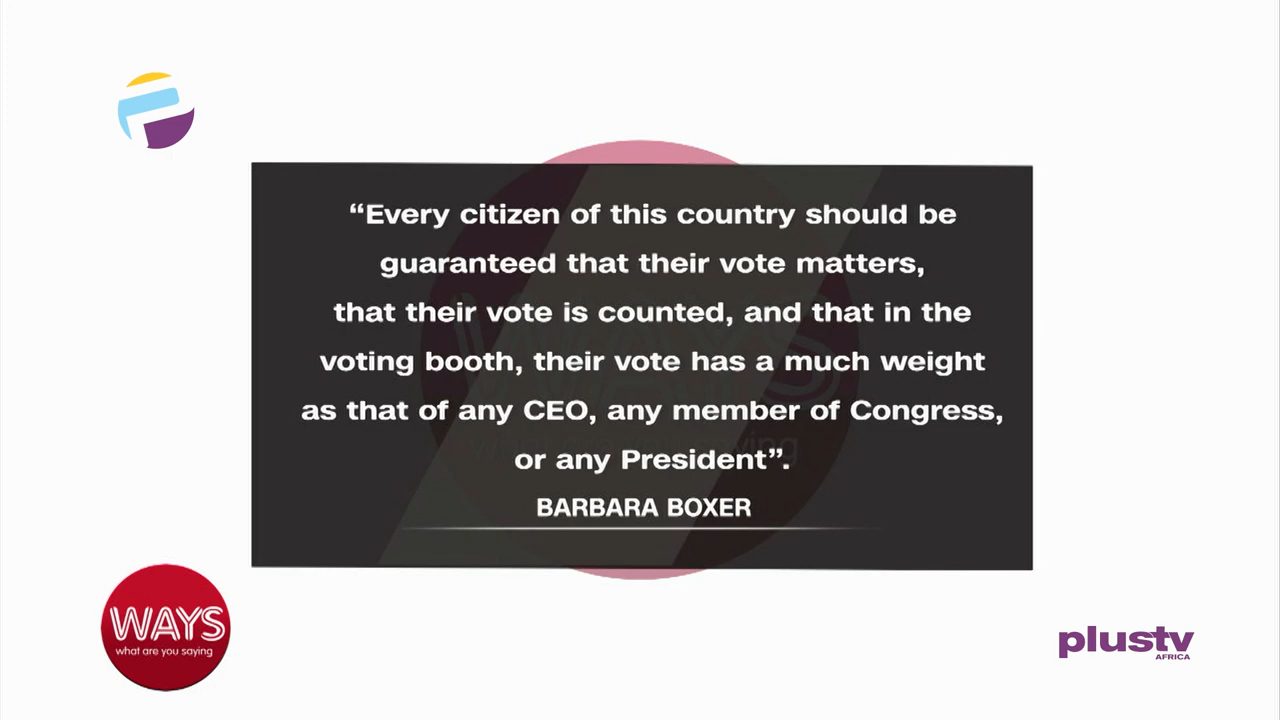 “Every citizen of this country should be
guaranteed that their vote matters,
that their vote is counted, and that in the
voting booth, their vote has a much weight
as that of any CEO, any member of Congress,
or any President”.
BARBARA BOXER
WAYS
what are you saying
plustv
AFRICA